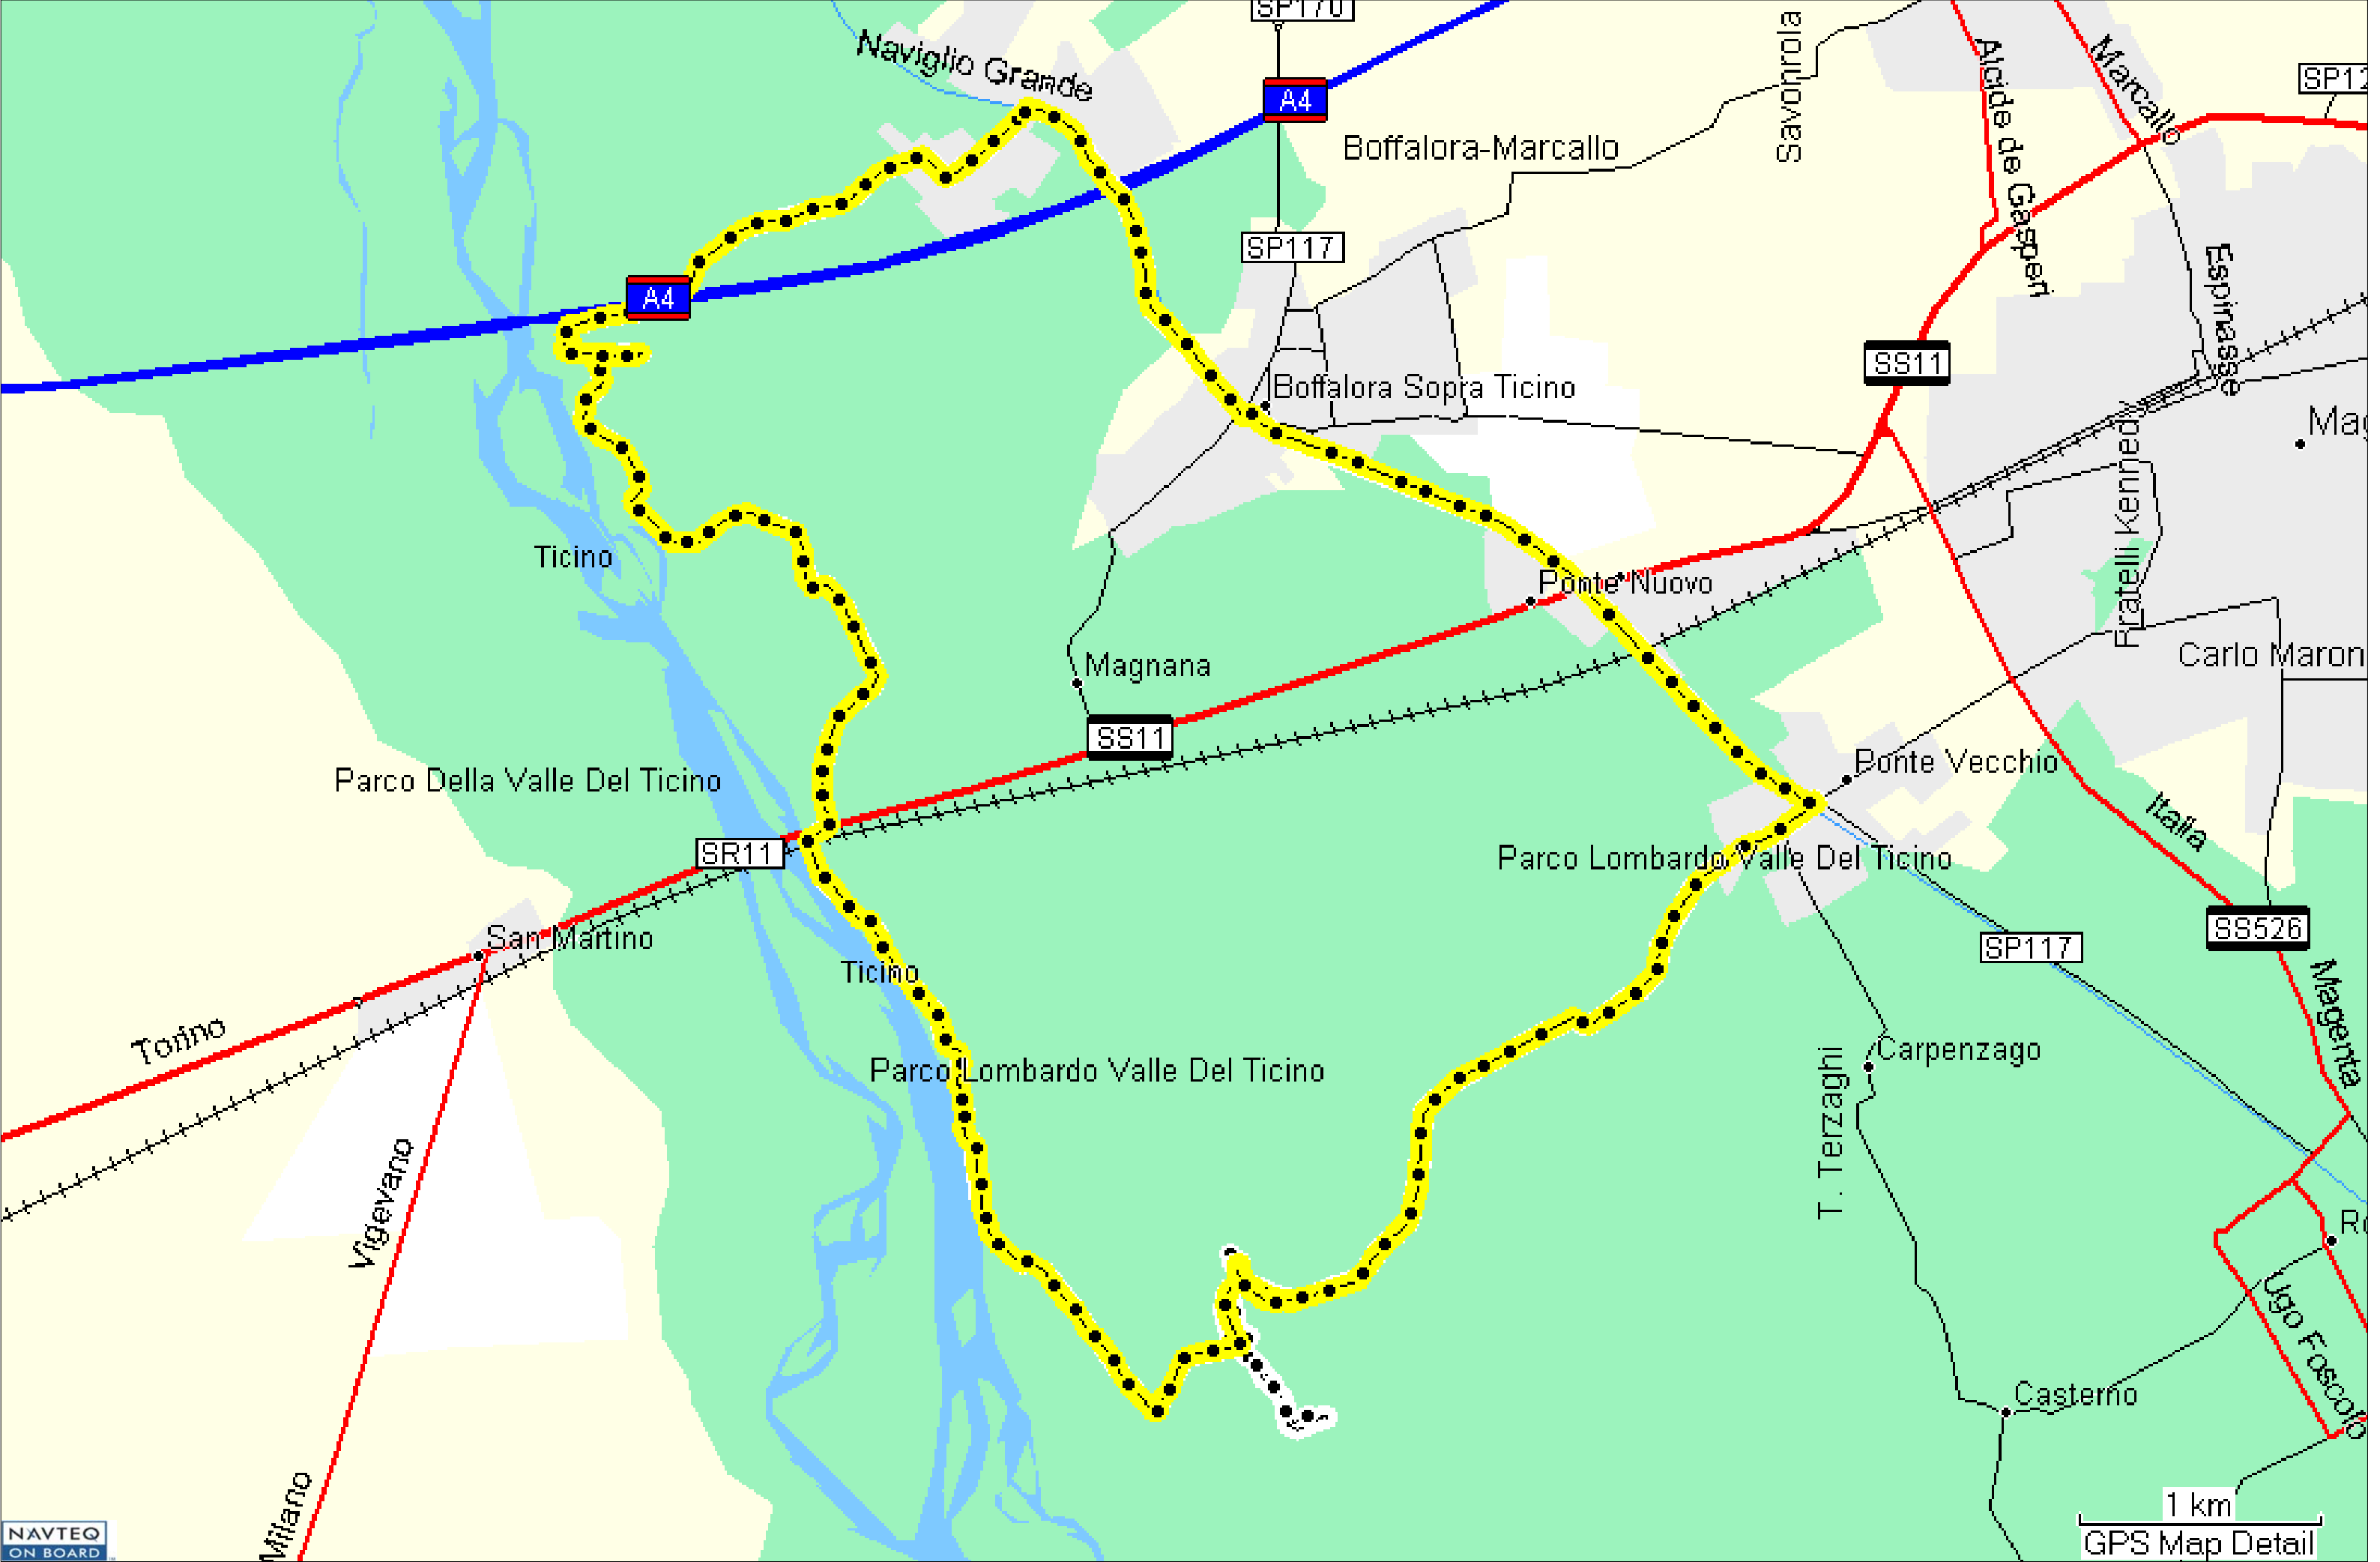 SP170
Naviglio Grande
A4
Savonrola
Alcide de Gasperi
Marcallo
SP12
Boffalora-Marcallo
SP117
Espinasse
A4
SS11
Boffalora Sopra Ticino
Mag
Fratelli Kennedy
Ticino
Ponte Nuovo
Magnana
Carlo Maron
SS11
Parco Della Valle Del Ticino
Ponte Vecchio
Italia
SR11
Parco Lombardo Valle Del Ticino
San Martino
SS526
SP117
Ticino
Torino
Magenta
Carpenzago
Parco Lombardo Valle Del Ticino
T. Terzaghi
Vigevano
Ro
Ugo Foscolo
Casterno
Milano
1 km
GPS Map Detail
NAVTEQ
ON BOARD